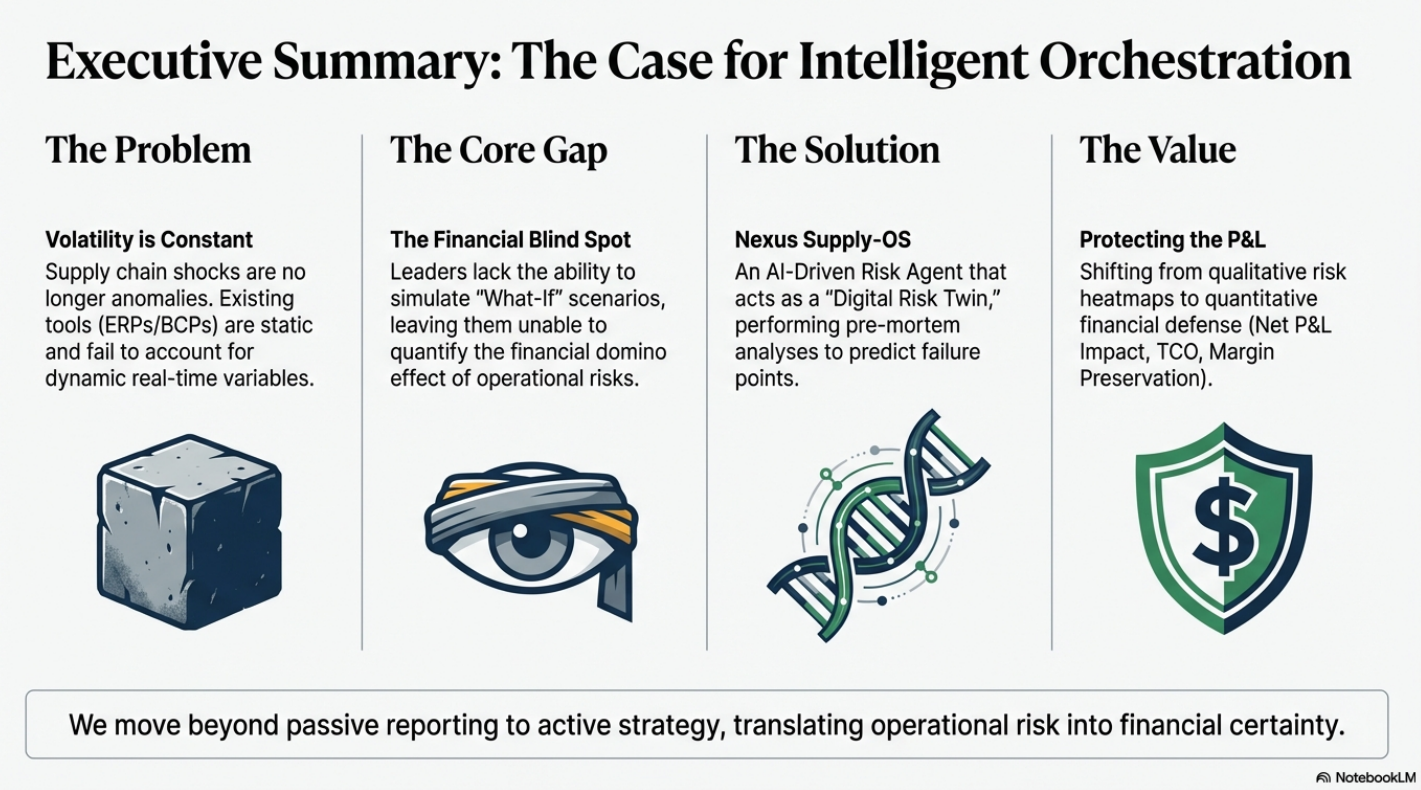 Executive Summary: The Case for Intelligent Orchestration
The Problem
Volatility is Constant
Supply chain shocks are no
longer anomalies. Existing
tools (ERPs/BCPs) are static
and fail to account for
dynamic real-time variables.
The Core Gap
The Financial Blind Spot
Leaders lack the ability to
simulate “What-If” scenarios,
leaving them unable to
quantify the financial domino
effect of operational risks.
The Solution
Nexus Supply-OS
An AI-Driven Risk Agent that
acts as a “Digital Risk Twin,”
performing pre-mortem
analyses to predict failure
points.
The Value
Protecting the P&L
Shifting from qualitative risk
heatmaps to quantitative
financial defense (Net P&L
Impact, TCO, Margin
Preservation).
$
We move beyond passive reporting to active strategy, translating operational risk into financial certainty.
NotebookLM